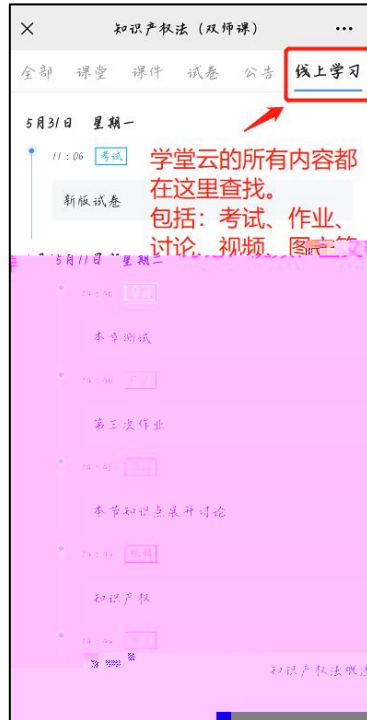 知识产权法（双师课）
全部 课堂 课件 试卷 公告 线上学习
5月31日 星期一
11:06 考试
学堂云的所有内容都
在这里查找。
新版试卷
包括：考试、作业、
讨论、视频、图文等
5月11日 星期二
本节测试
第三次作业
本节知识点展开讨论
视频
知识产权
知识产权法概述